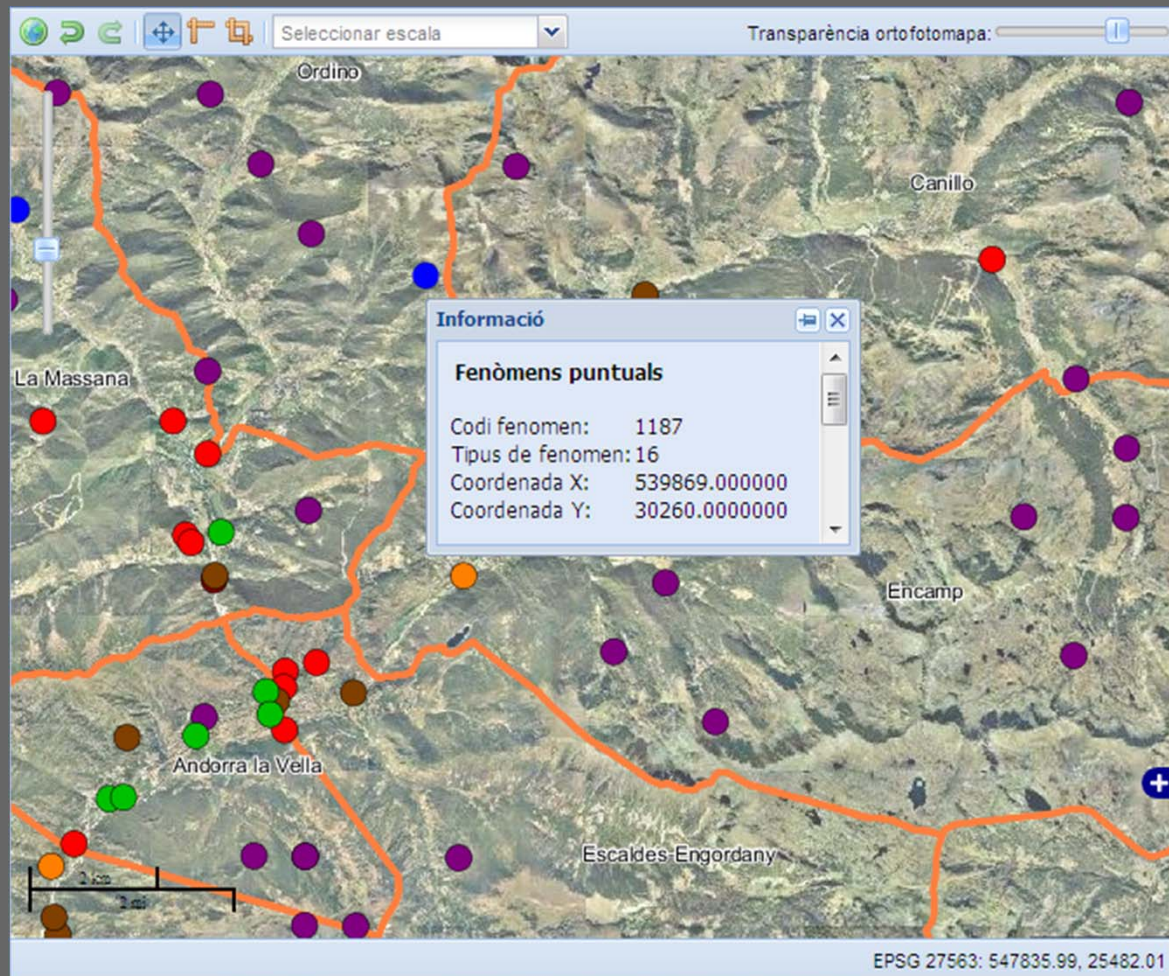 Seleccionar escala
Transparència ortofotomapa:
Ordino
Canillo
Informació
Fenòmens puntuals
La Massana
Codi fenomen: 1187
Tipus de fenomen: 16
Coordenada X: 539869.000000
Coordenada Y: 30260.0000000
Encamp
Andorra la Vella
Escaldes-Engordany
2 km
2 mi
EPSG 27563: 547835.99, 25482.01